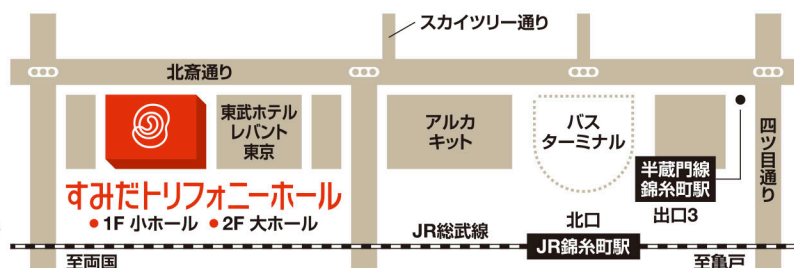 スカイツリー通り
北斎通り
東武ホテル
レバント
東京
アルカ
キット
バス
ターミナル
四ツ目通り
半蔵門線
錦糸町駅
出口3
すみだトリフォニーホール
● 1F 小ホール ● 2F 大ホール
JR総武線
北口
JR錦糸町駅
至両国
至亀戸